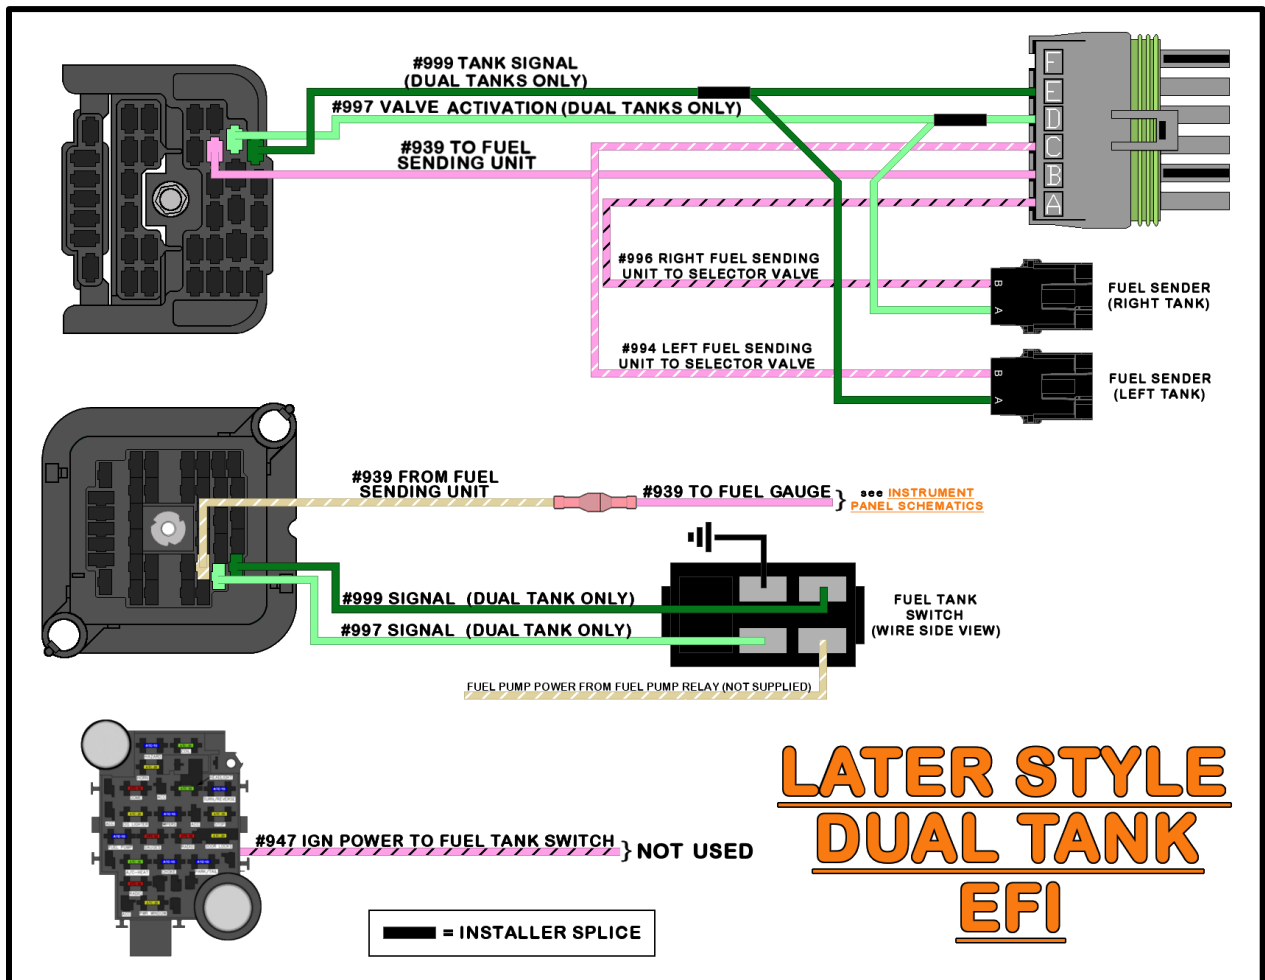 #999 TANK SIGNAL
(DUAL TANKS ONLY)
#997 VALVE ACTIVATION (DUAL TANKS ONLY)
#939 TO FUEL
SENDING UNIT
F
E
D
C
B
A
#996 RIGHT FUEL SENDING
UNIT TO SELECTOR VALVE
B
A
FUEL SENDER
(RIGHT TANK)
#994 LEFT FUEL SENDING
UNIT TO SELECTOR VALVE
B
A
FUEL SENDER
(LEFT TANK)
#939 FROM FUEL
SENDING UNIT
#939 TO FUEL GAUGE }
see INSTRUMENT
PANEL SCHEMATICS
#999 SIGNAL (DUAL TANK ONLY)
#997 SIGNAL (DUAL TANK ONLY)
FUEL TANK
SWITCH
(WIRE SIDE VIEW)
FUEL PUMP POWER FROM FUEL PUMP RELAY (NOT SUPPLIED)
#947 IGN POWER TO FUEL TANK SWITCH } NOT USED
LATER STYLE
DUAL TANK
EFI
= INSTALLER SPLICE